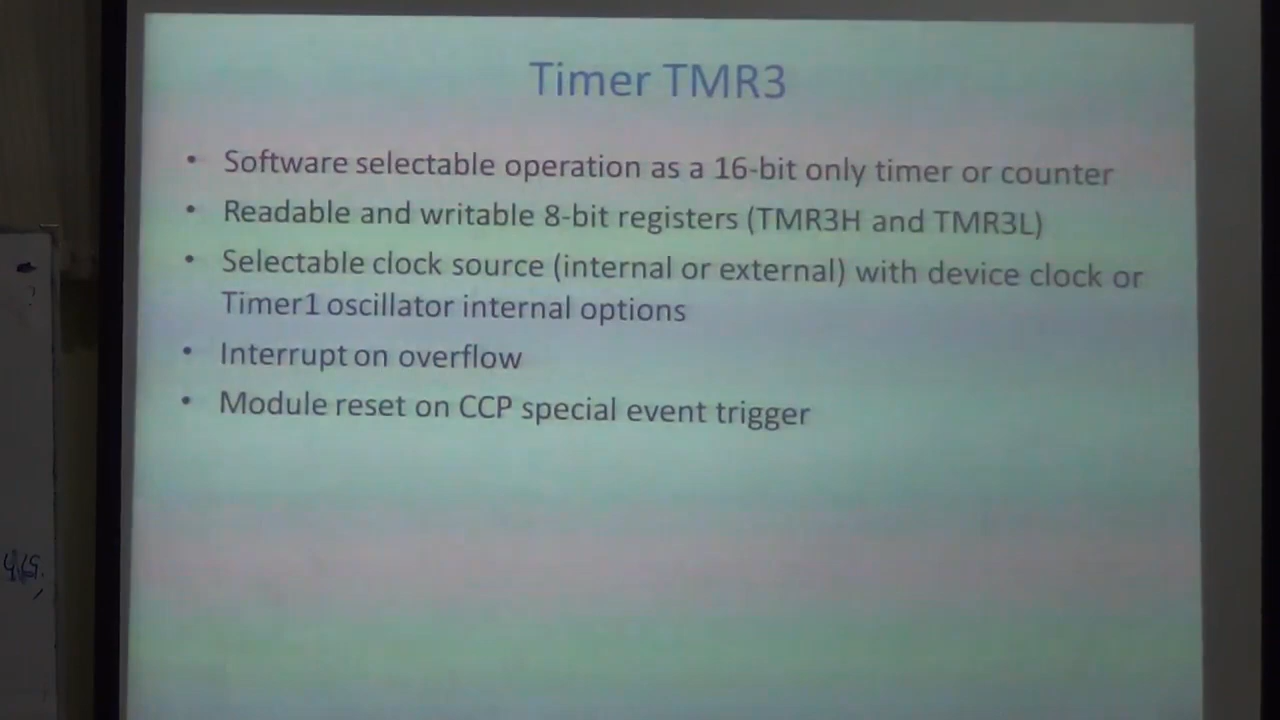 Timer TMR3
• Software selectable operation as a 16-bit only timer or counter
• Readable and writable 8-bit registers (TMR3H and TMR3L)
• Selectable clock source (internal or external) with device clock or
Timer1 oscillator internal options
• Interrupt on overflow
• Module reset on CCP special event trigger